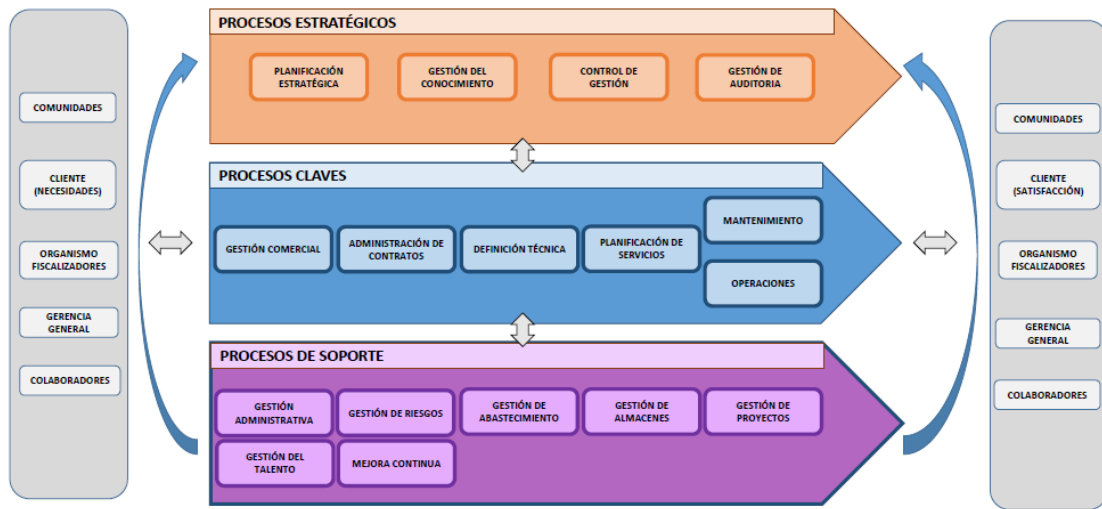 COMUNIDADES
CLIENTE
(NECESIDADES)
ORGANISMO
FISCALIZADORES
GERENCIA
GENERAL
COLABORADORES
PROCESOS ESTRATÉGICOS
PLANIFICACIÓN
ESTRATÉGICA
GESTIÓN DEL
CONOCIMIENTO
CONTROL DE
GESTIÓN
GESTIÓN DE
AUDITORIA
PROCESOS CLAVES
GESTIÓN COMERCIAL
ADMINISTRACIÓN DE
CONTRATOS
DEFINICIÓN TÉCNICA
PLANIFICACIÓN DE
SERVICIOS
MANTENIMIENTO
OPERACIONES
PROCESOS DE SOPORTE
GESTIÓN
ADMINISTRATIVA
GESTIÓN DE RIESGOS
GESTIÓN DE
ABASTECIMIENTO
GESTIÓN DE
ALMACENES
GESTIÓN DE
PROYECTOS
GESTIÓN DEL
TALENTO
MEJORA CONTINUA
COMUNIDADES
CLIENTE
(SATISFACCIÓN)
ORGANISMO
FISCALIZADORES
GERENCIA
GENERAL
COLABORADORES